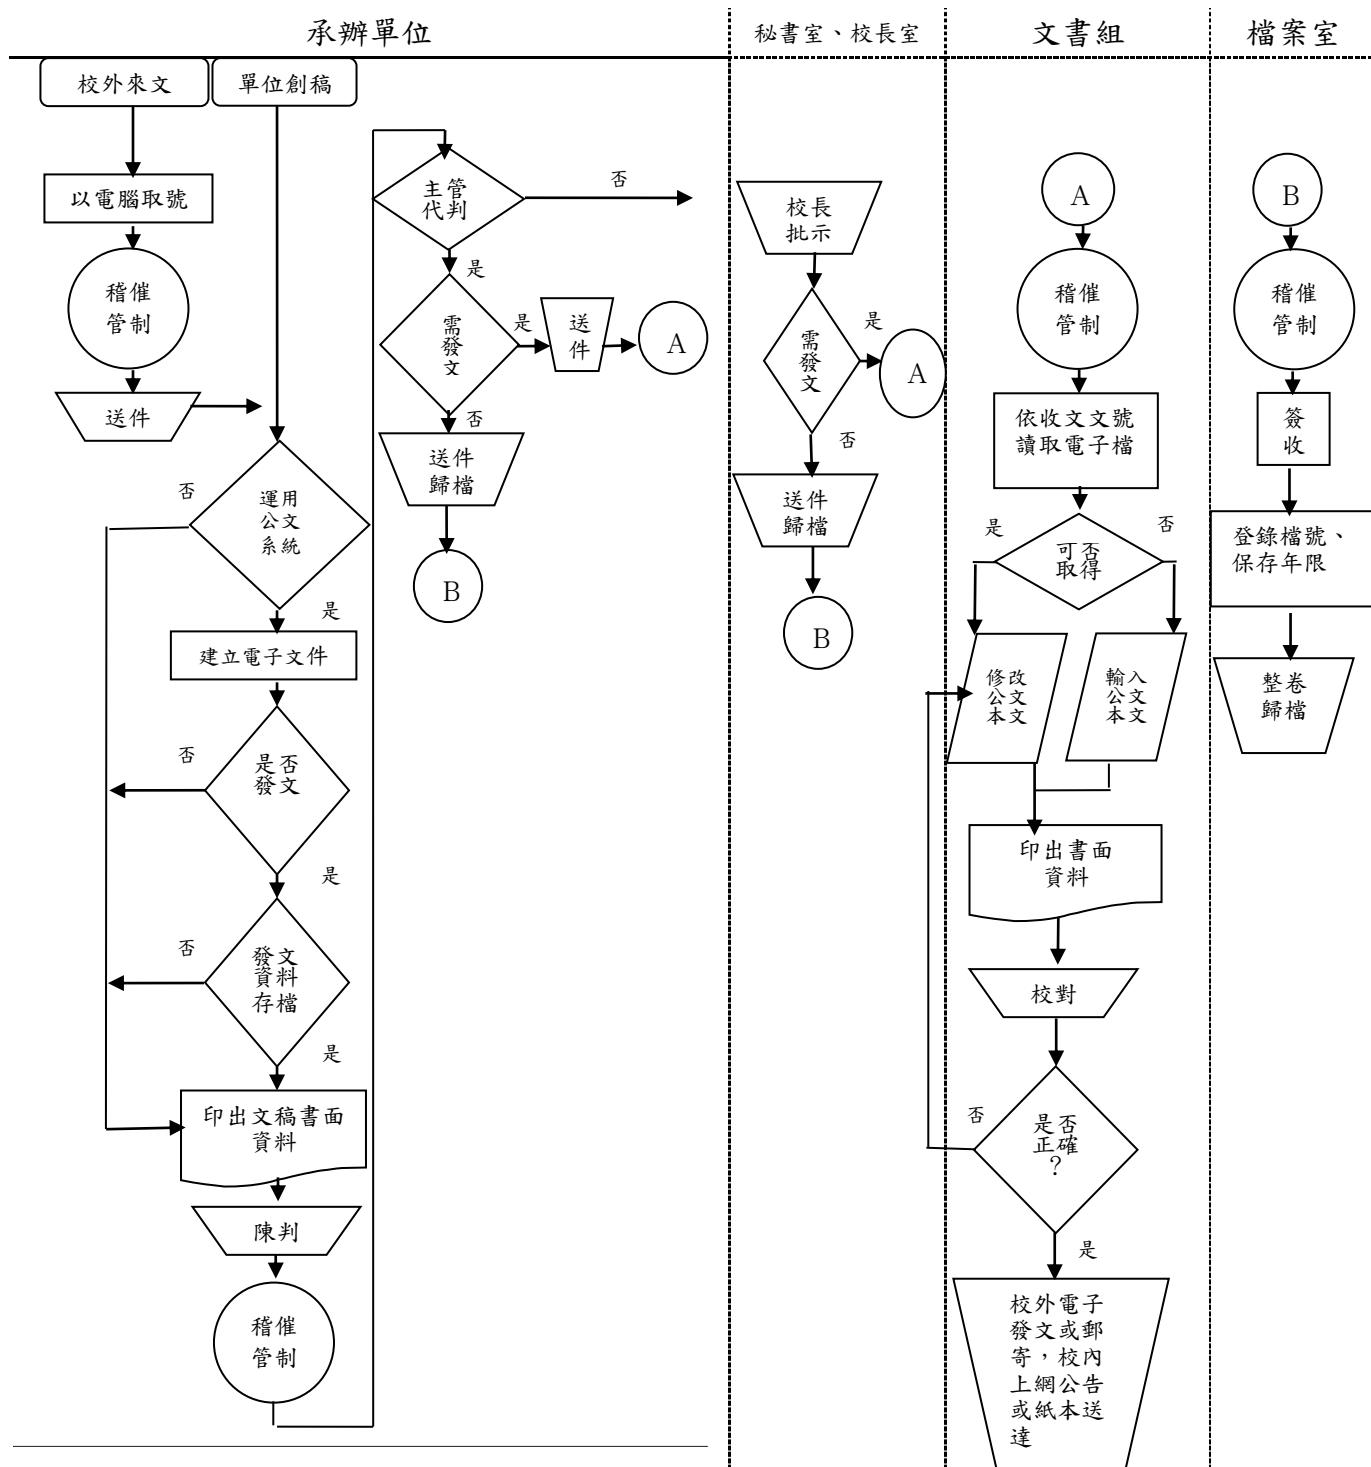 承辦單位
秘書室、校長室
文書組
檔案室
校外來文
單位創稿
以電腦取號
稽催
管制
送件
運用
公文
系統
否
是
建立電子文件
是否
發文
否
是
發文
資料
存檔
否
是
印出文稿書面
資料
陳判
稽催
管制
主管
代判
否
是
需
發
文
是
送
件
A
否
送件
歸檔
B
校長
批示
需
發
文
是
A
否
送件
歸檔
B
A
稽催
管制
依收文文號
讀取電子檔
可否
取得
是
否
修改
公文
本文
輸入
公文
本文
印出書面
資料
校對
是否
正確
?
否
是
校外電子
發文或郵
寄，校內
上網公告
或紙本送
達
B
稽催
管制
簽
收
登錄檔號、
保存年限
整卷
歸檔